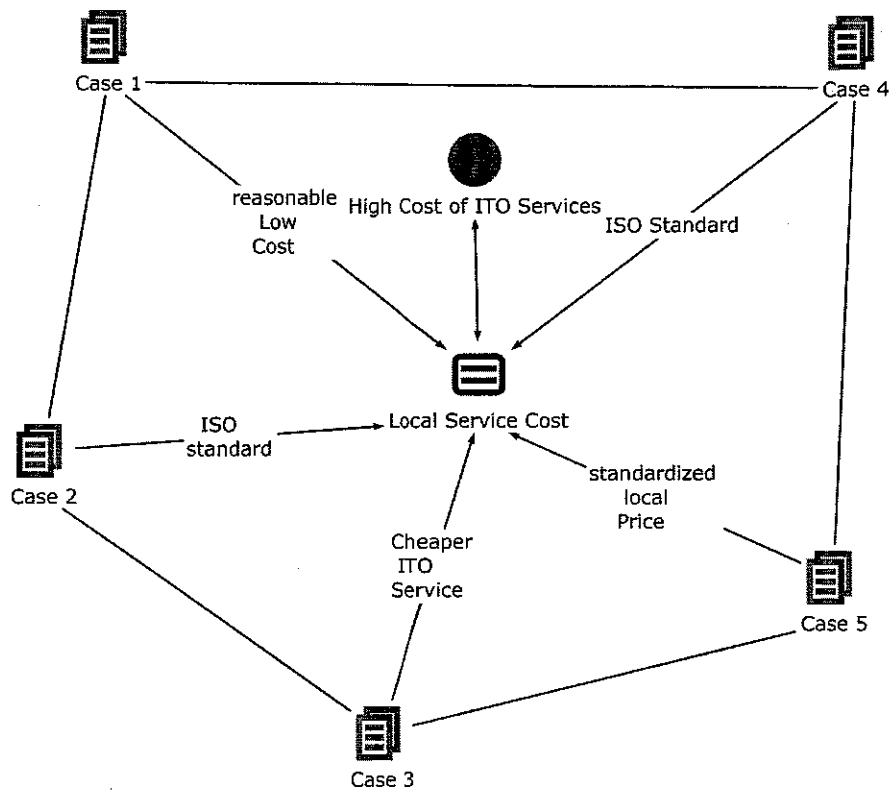 Case 1
Case 4
reasonable
Low
Cost
High Cost of ITO Services
ISO Standard
Local Service Cost
ISO
standard
Case 2
standardized
local
Price
Cheaper
ITO
Service
Case 5
Case 3